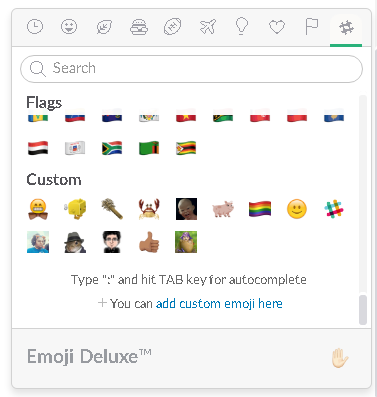 Search
Flags
Custom
Type ":" and hit TAB key for autocomplete
+ You can add custom emoji here
Emoji Deluxe™